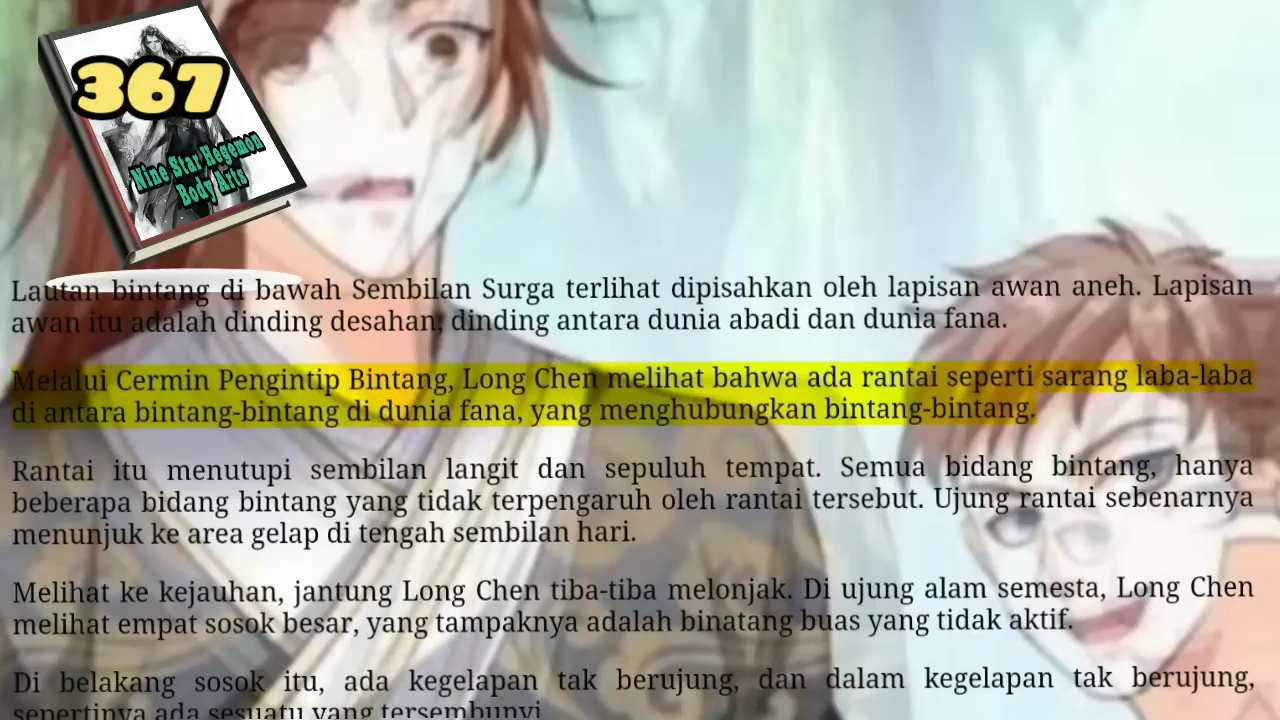 367
Nine Star Hegemon
Body Arts
Lautan bintang di bawah Sembilan Surga terlihat dipisahkan oleh lapisan awan aneh. Lapisan
awan itu adalah dinding desahan, dinding antara dunia abadi dan dunia fana.
Melalui Cermin Pengintip Bintang, Long Chen melihat bahwa ada rantai seperti sarang laba-laba
di antara bintang-bintang di dunia fana, yang menghubungkan bintang-bintang.
Rantai itu menutupi sembilan langit dan sepuluh tempat. Semua bidang bintang, hanya
beberapa bidang bintang yang tidak terpengaruh oleh rantai tersebut. Ujung rantai sebenarnya
menunjuk ke area gelap di tengah sembilan hari.
Melihat ke kejauhan, jantung Long Chen tiba-tiba melonjak. Di ujung alam semesta, Long Chen
melihat empat sosok besar, yang tampaknya adalah binatang buas yang tidak aktif.
Di belakang sosok itu, ada kegelapan tak berujung, dan dalam kegelapan tak berujung,
sepertinya ada sesuatu yang tersembunyi